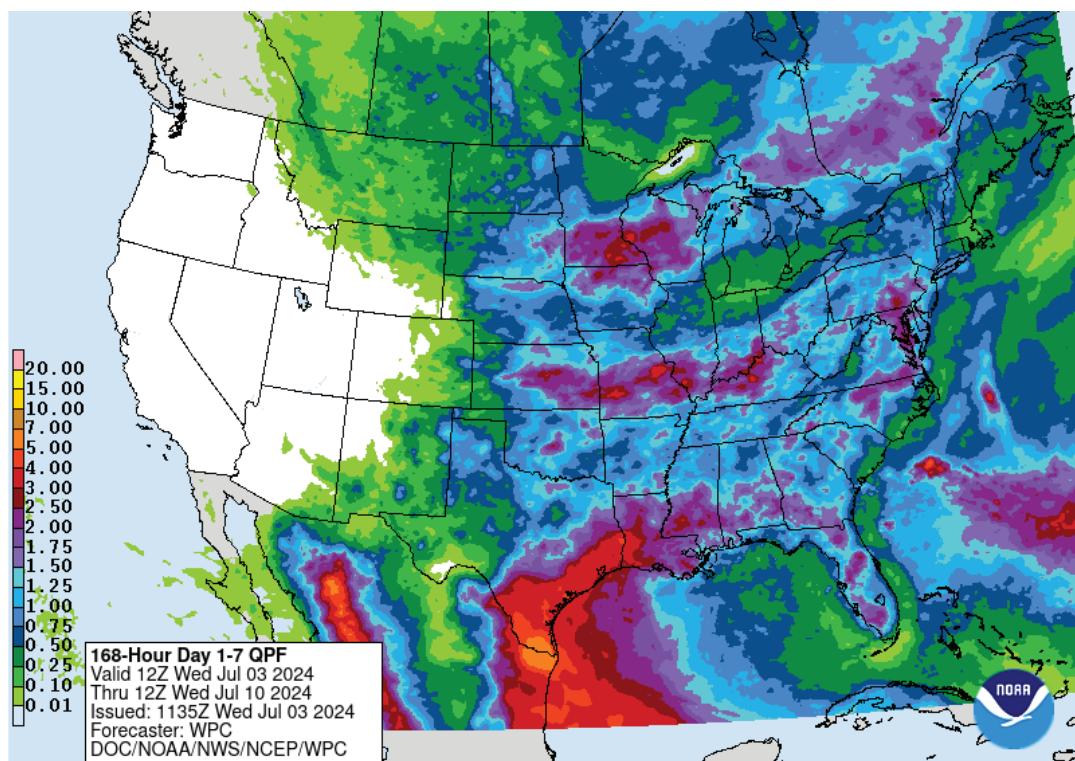 20.00
15.00
10.00
7.00
5.00
4.00
3.00
2.50
2.00
1.75
1.50
1.25
1.00
0.75
0.50
0.25
0.10
0.01
168-Hour Day 1-7 QPF
Valid 12Z Wed Jul 03 2024
Thru 12Z Wed Jul 10 2024
Issued: 1135Z Wed Jul 03 2024
Forecaster: WPC
DOC/NOAA/NWS/NCEP/WPC
NOAA